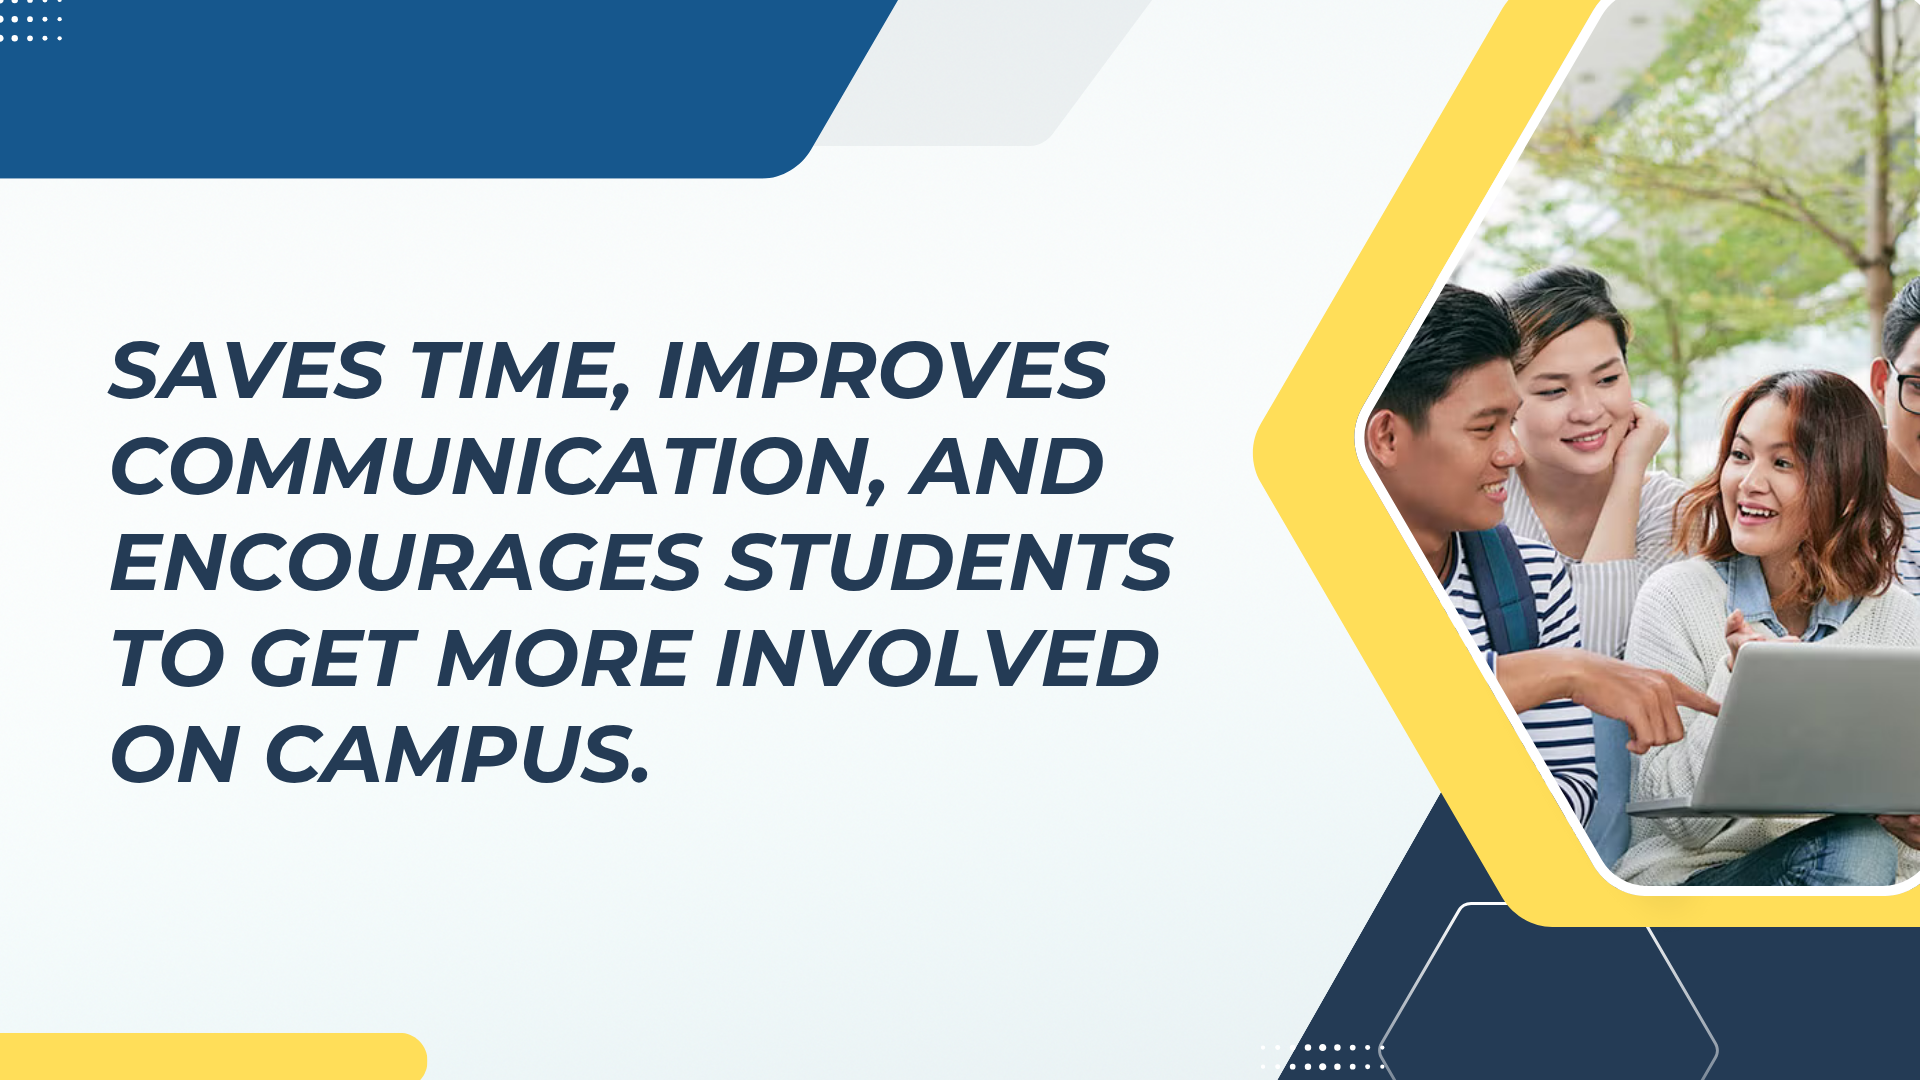 SAVES TIME, IMPROVES
COMMUNICATION, AND
ENCOURAGES STUDENTS
TO GET MORE INVOLVED
ON CAMPUS.